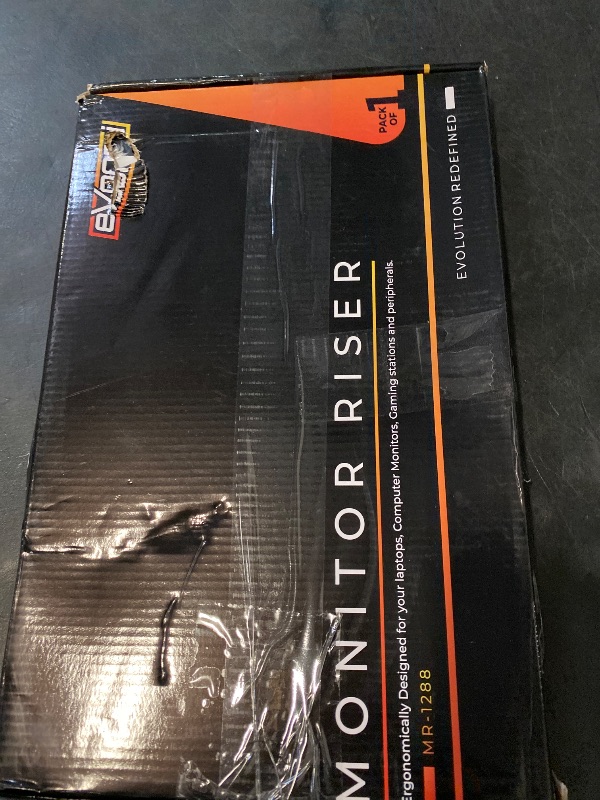 PACK
OF
1
EVOLUTION REDEFINED
MONITOR RISER
Ergonomically Designed for your laptops, Computer Monitors, Gaming stations and peripherals.
MR-1288